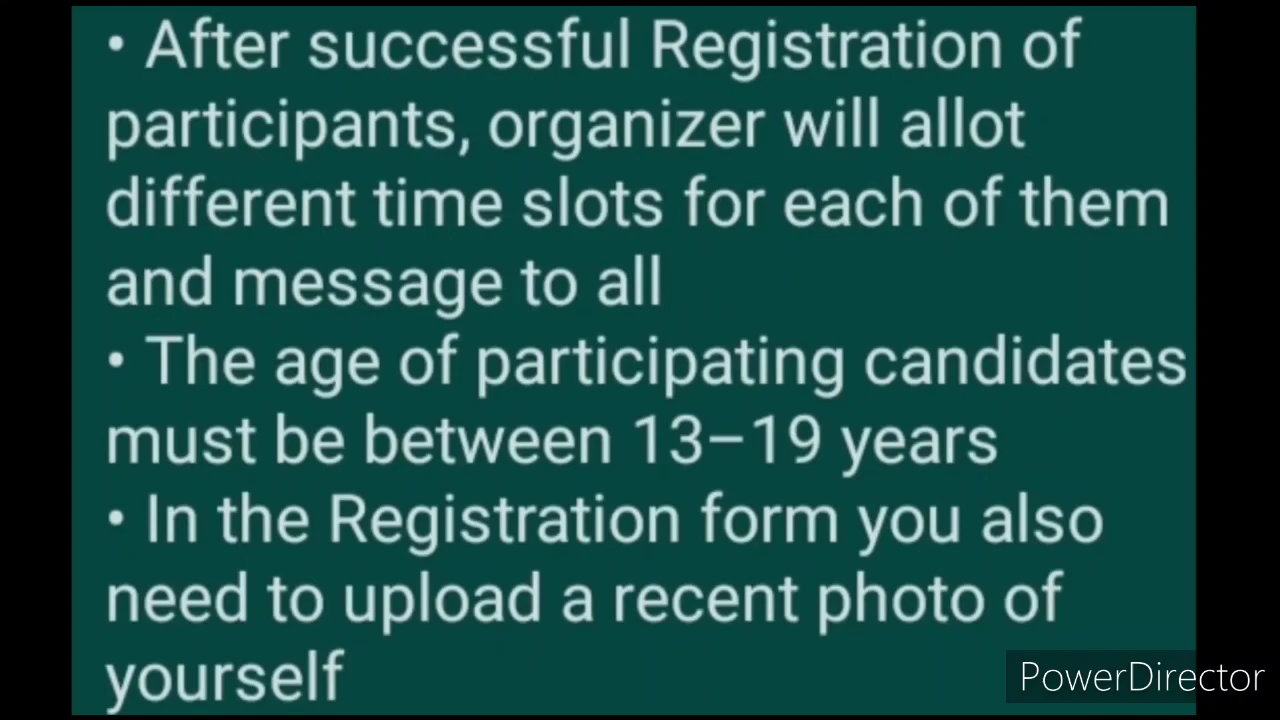 • After successful Registration of
participants, organizer will allot
different time slots for each of them
and message to all
• The age of participating candidates
must be between 13–19 years
• In the Registration form you also
need to upload a recent photo of
yourself
PowerDirector